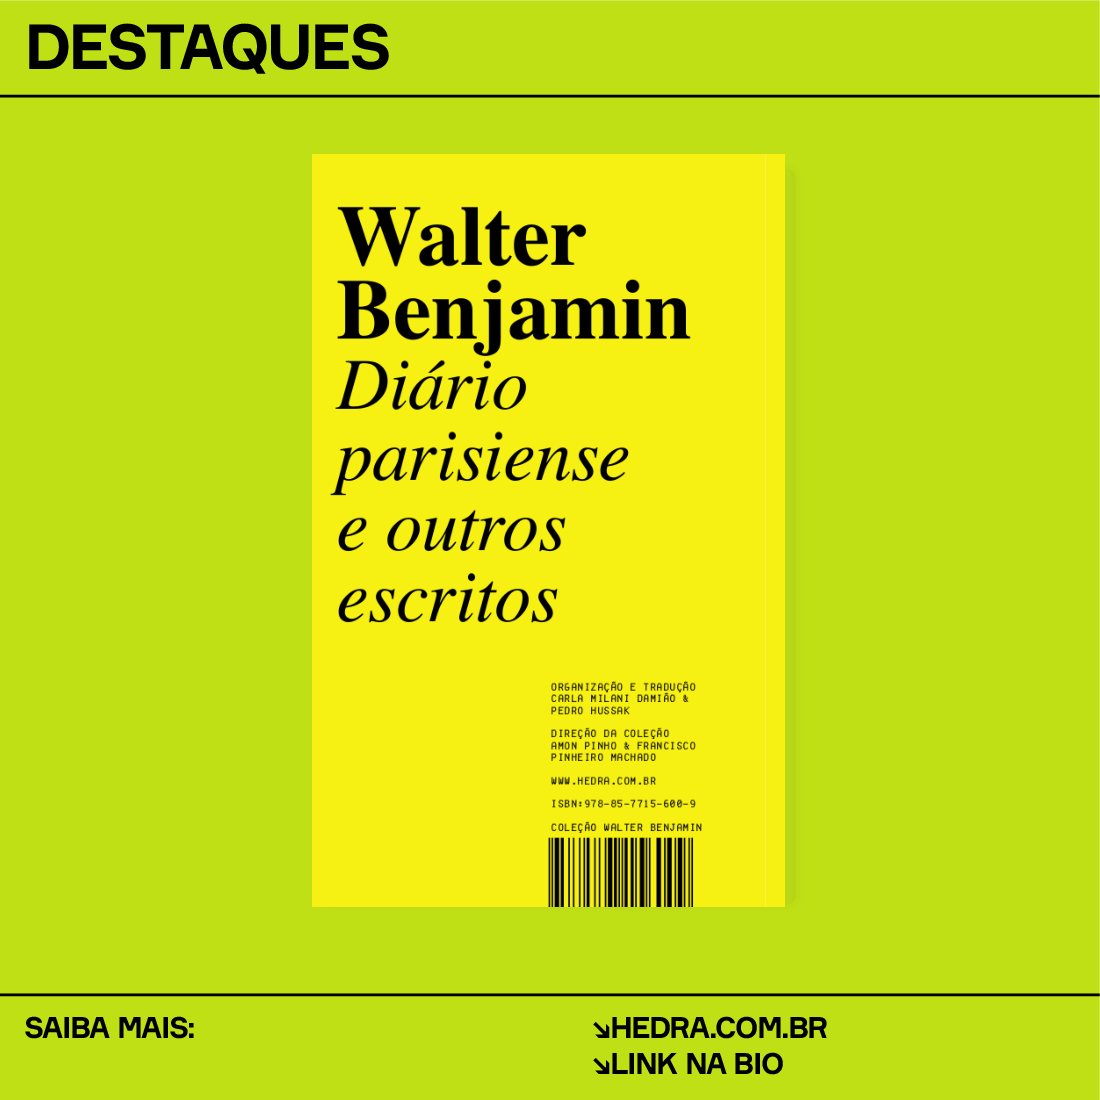 DESTAQUES
Walter
Benjamin
Diário
parisiense
e outros
escritos
ORGANIZAÇÃO E TRADUÇÃO
CARLA MILANI DAMIÃO &
PEDRO HUSSAK
DIREÇÃO DA COLEÇÃO
AMON PINHO & FRANCISCO
PINHEIRO MACHADO
WWW.HEDRA.COM.BR
ISBN:978-85-7715-600-9
COLEÇÃO WALTER BENJAMIN
SAIBA MAIS:
↘HEDRA.COM.BR
↘LINK NA BIO